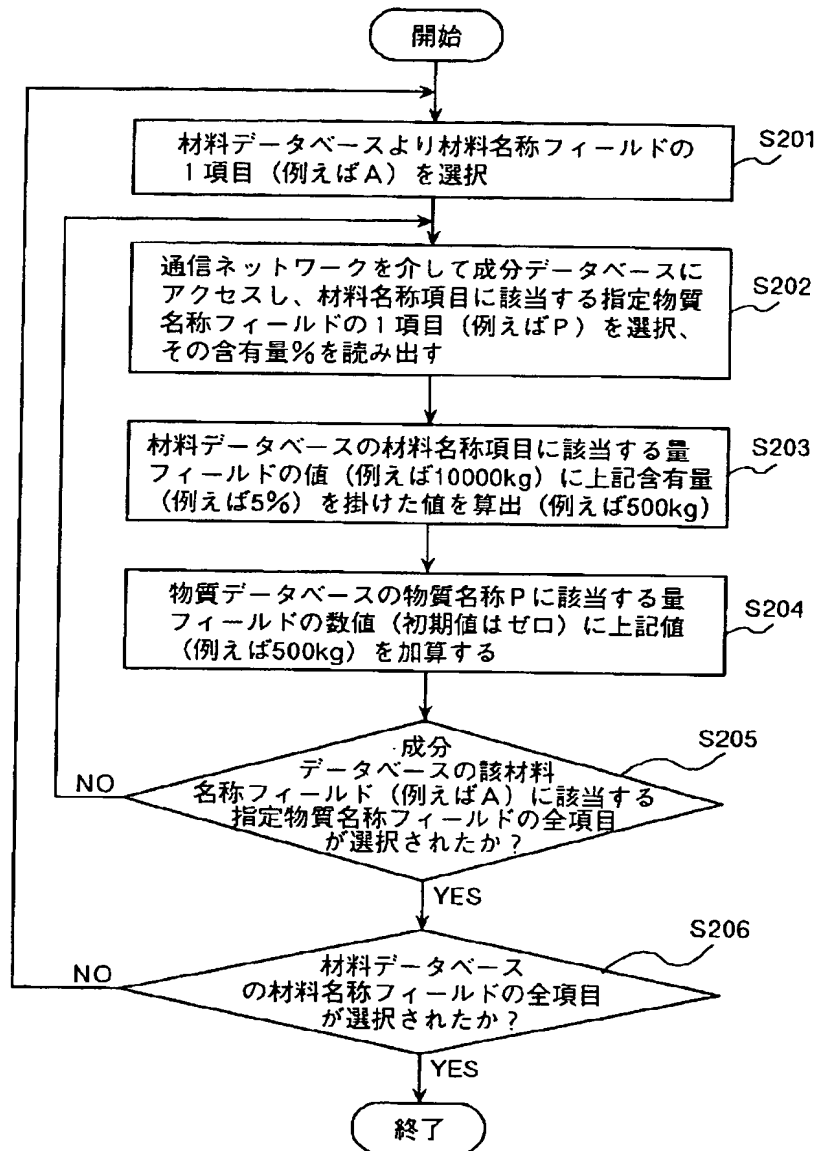 開始
材料データベースより材料名称フィールドの
1項目（例えばA）を選択
S201
通信ネットワークを介して成分データベースに
アクセスし、材料名称項目に該当する指定物質
名称フィールドの1項目（例えばP）を選択、
その含有量%を読み出す
S202
材料データベースの材料名称項目に該当する量
フィールドの値（例えば10000kg）に上記含有量
（例えば5%）を掛けた値を算出（例えば500kg）
S203
物質データベースの物質名称Pに該当する量
フィールドの数値（初期値はゼロ）に上記値
（例えば500kg）を加算する
S204
成分
データベースの該材料
名称フィールド（例えばA）に該当する
指定物質名称フィールドの全項目
が選択されたか？
S205
NO
YES
材料データベース
の材料名称フィールドの全項目
が選択されたか？
S206
NO
YES
終了